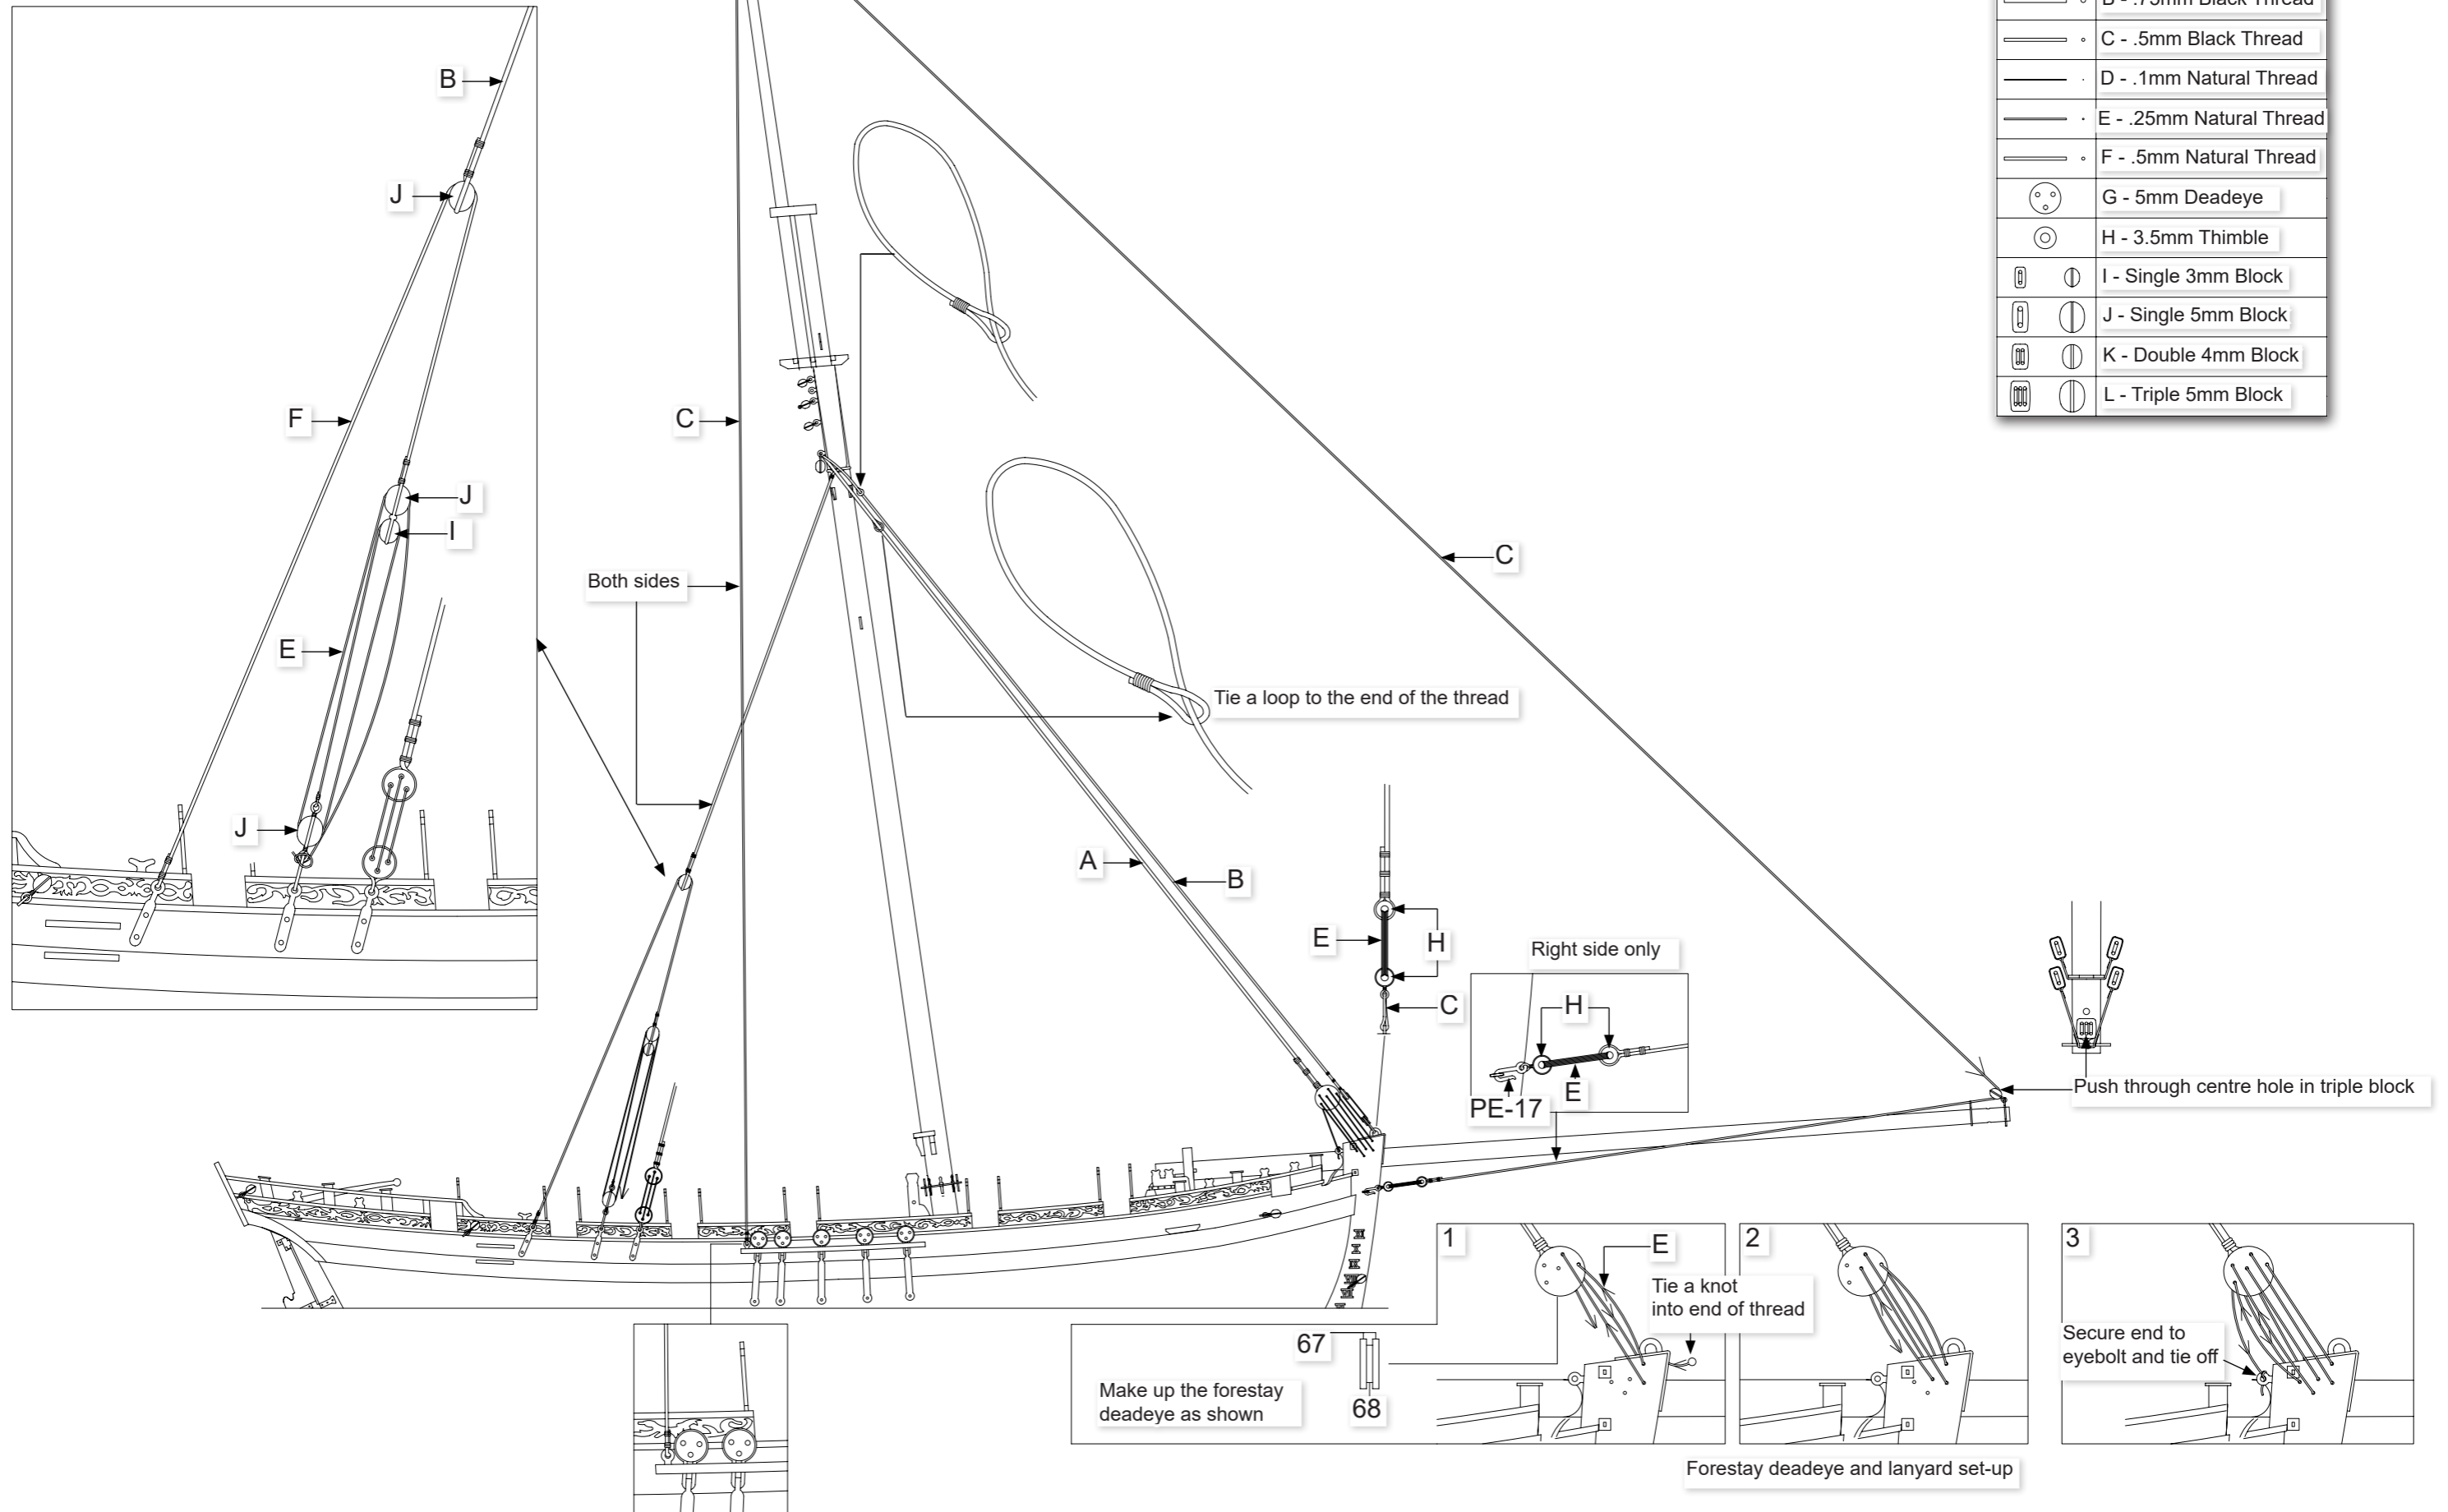 B - .75mm Black Thread
C - .5mm Black Thread
D - .1mm Natural Thread
E - .25mm Natural Thread
F - .5mm Natural Thread
G - 5mm Deadeye
H - 3.5mm Thimble
I - Single 3mm Block
J - Single 5mm Block
K - Double 4mm Block
L - Triple 5mm Block
B
J
F
J
I
E
J
C
Both sides
C
Tie a loop to the end of the thread
A
B
E
H
C
Right side only
H
E
PE-17
Push through centre hole in triple block
1
E
Tie a knot
into end of thread
2
3
Secure end to
eyebolt and tie off
67
68
Make up the forestay
deadeye as shown
Forestay deadeye and lanyard set-up